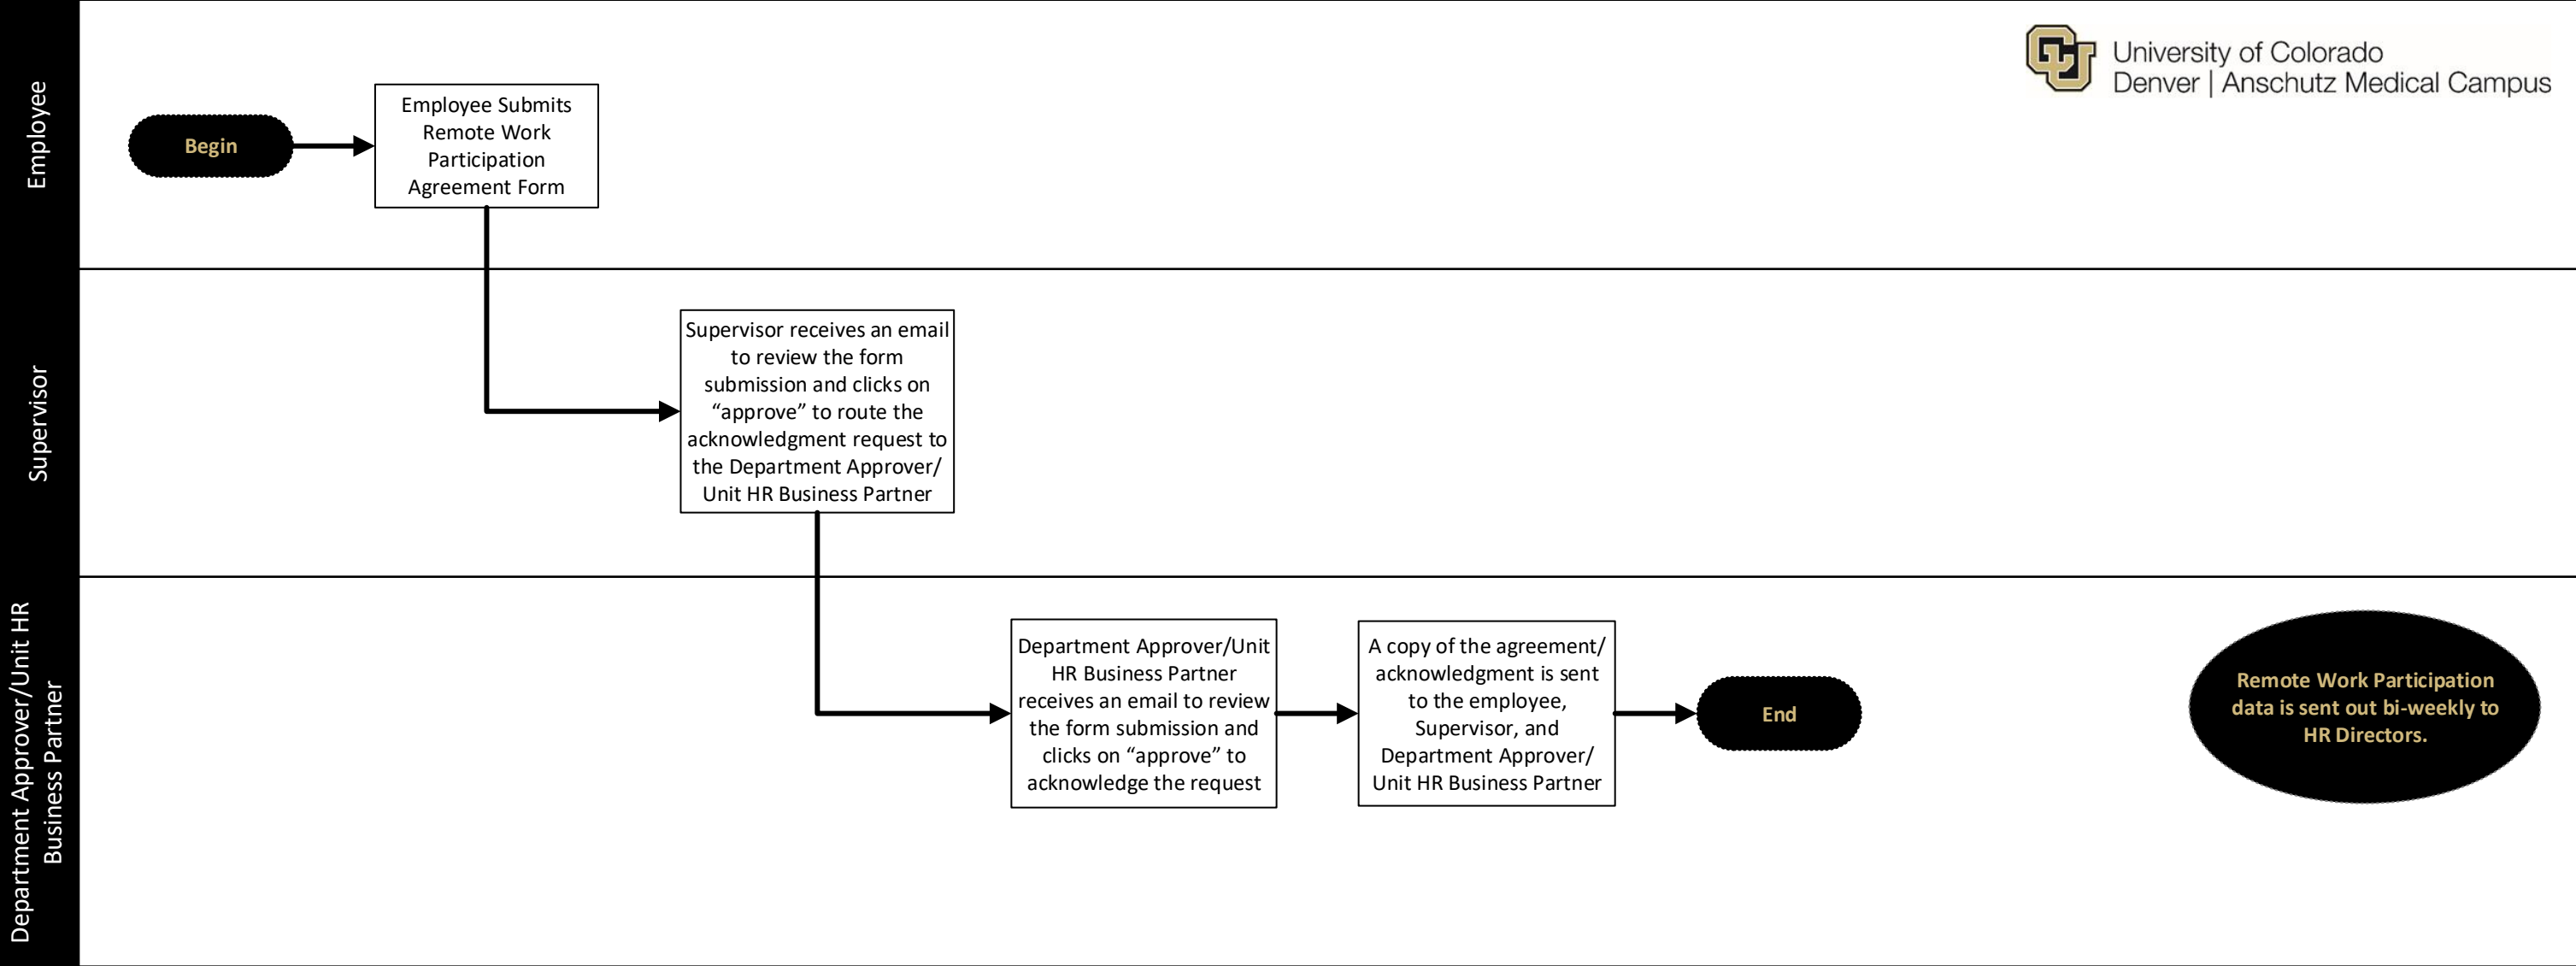 University of Colorado
Denver | Anschutz Medical Campus
Employee
Begin
Employee Submits
Remote Work
Participation
Agreement Form
Supervisor
Supervisor receives an email
to review the form
submission and clicks on
“approve” to route the
acknowledgment request to
the Department Approver/
Unit HR Business Partner
Department Approver/Unit HR
Business Partner
Department Approver/Unit
HR Business Partner
receives an email to review
the form submission and
clicks on “approve” to
acknowledge the request
A copy of the agreement/
acknowledgment is sent
to the employee,
Supervisor, and
Department Approver/
Unit HR Business Partner
End
Remote Work Participation
data is sent out bi-weekly to
HR Directors.